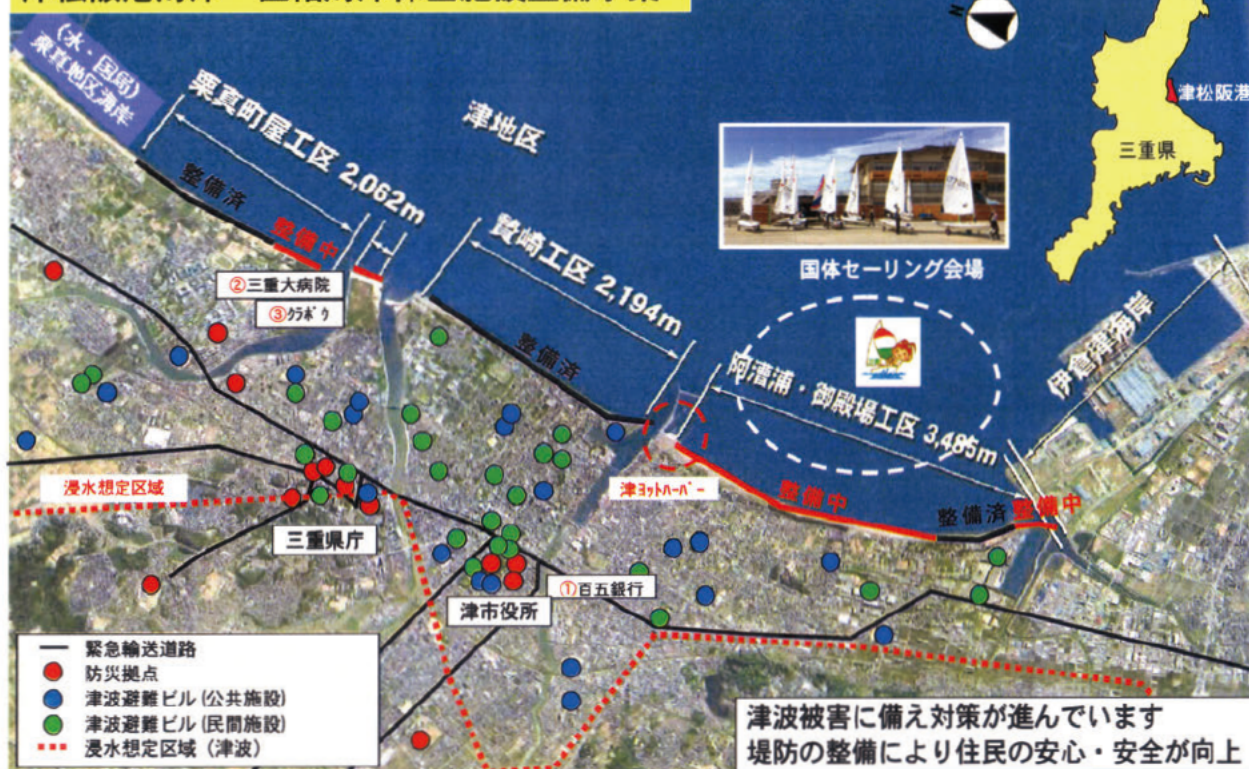 (水・国局)
栗真地区海岸
栗真町屋工区 2,062m
津地区
整備済
整備中
②三重大病院
③クラボウ
贄崎工区 2,194m
整備済
国体セーリング会場
N
津松阪港
三重県
阿漕浦・御殿場工区 3,485m
伊倉津海岸
津ヨットハーバー
整備中
整備済
整備中
浸水想定区域
三重県庁
津市役所
①百五銀行
緊急輸送道路
防災拠点
津波避難ビル(公共施設)
津波避難ビル(民間施設)
浸水想定区域(津波)
津波被害に備え対策が進んでいます
堤防の整備により住民の安心・安全が向上